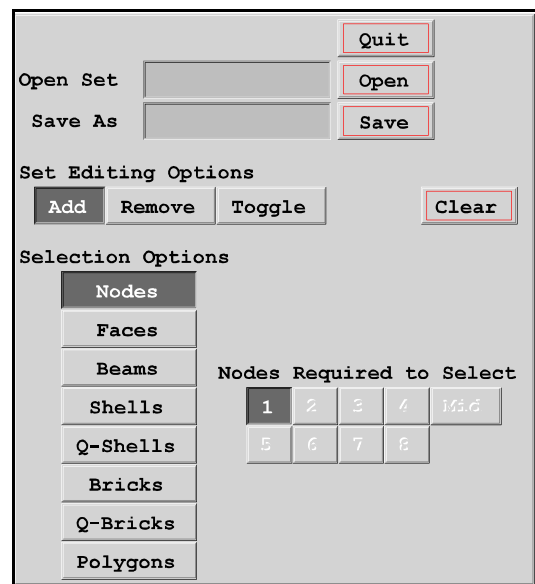 Quit
Open Set Open
Save As Save
Set Editing Options
Add Remove Toggle Clear
Selection Options
Nodes
Faces
Beams Nodes Required to Select
Shells 1 2 3 4 Mid
Q-Shells 5 6 7 8
Bricks
Q-Bricks
Polygons